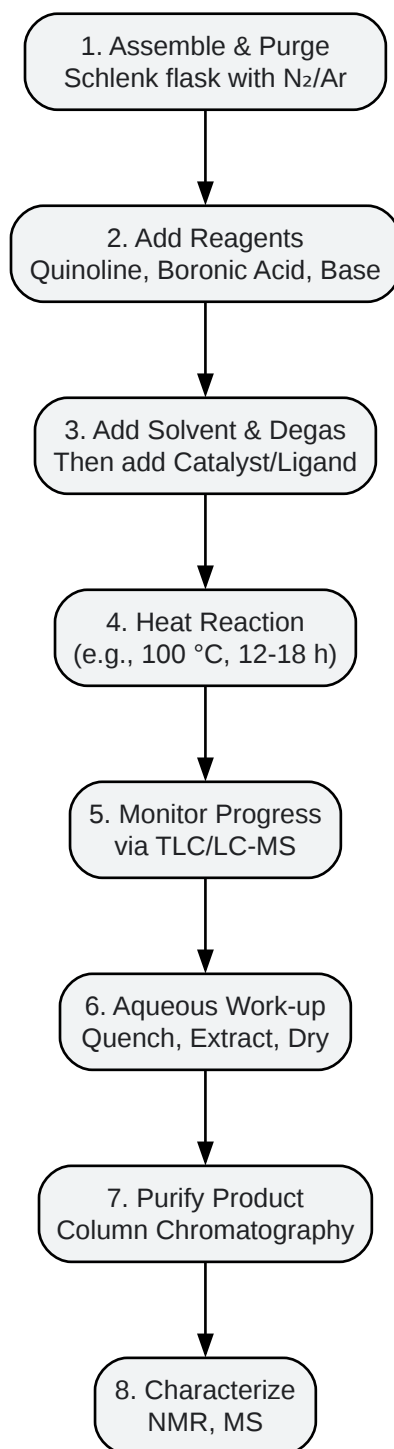 1. Assemble & Purge
Schlenk flask with N₂/Ar
2. Add Reagents
Quinoline, Boronic Acid, Base
3. Add Solvent & Degas
Then add Catalyst/Ligand
4. Heat Reaction
(e.g., 100 °C, 12-18 h)
5. Monitor Progress
via TLC/LC-MS
6. Aqueous Work-up
Quench, Extract, Dry
7. Purify Product
Column Chromatography
8. Characterize
NMR, MS